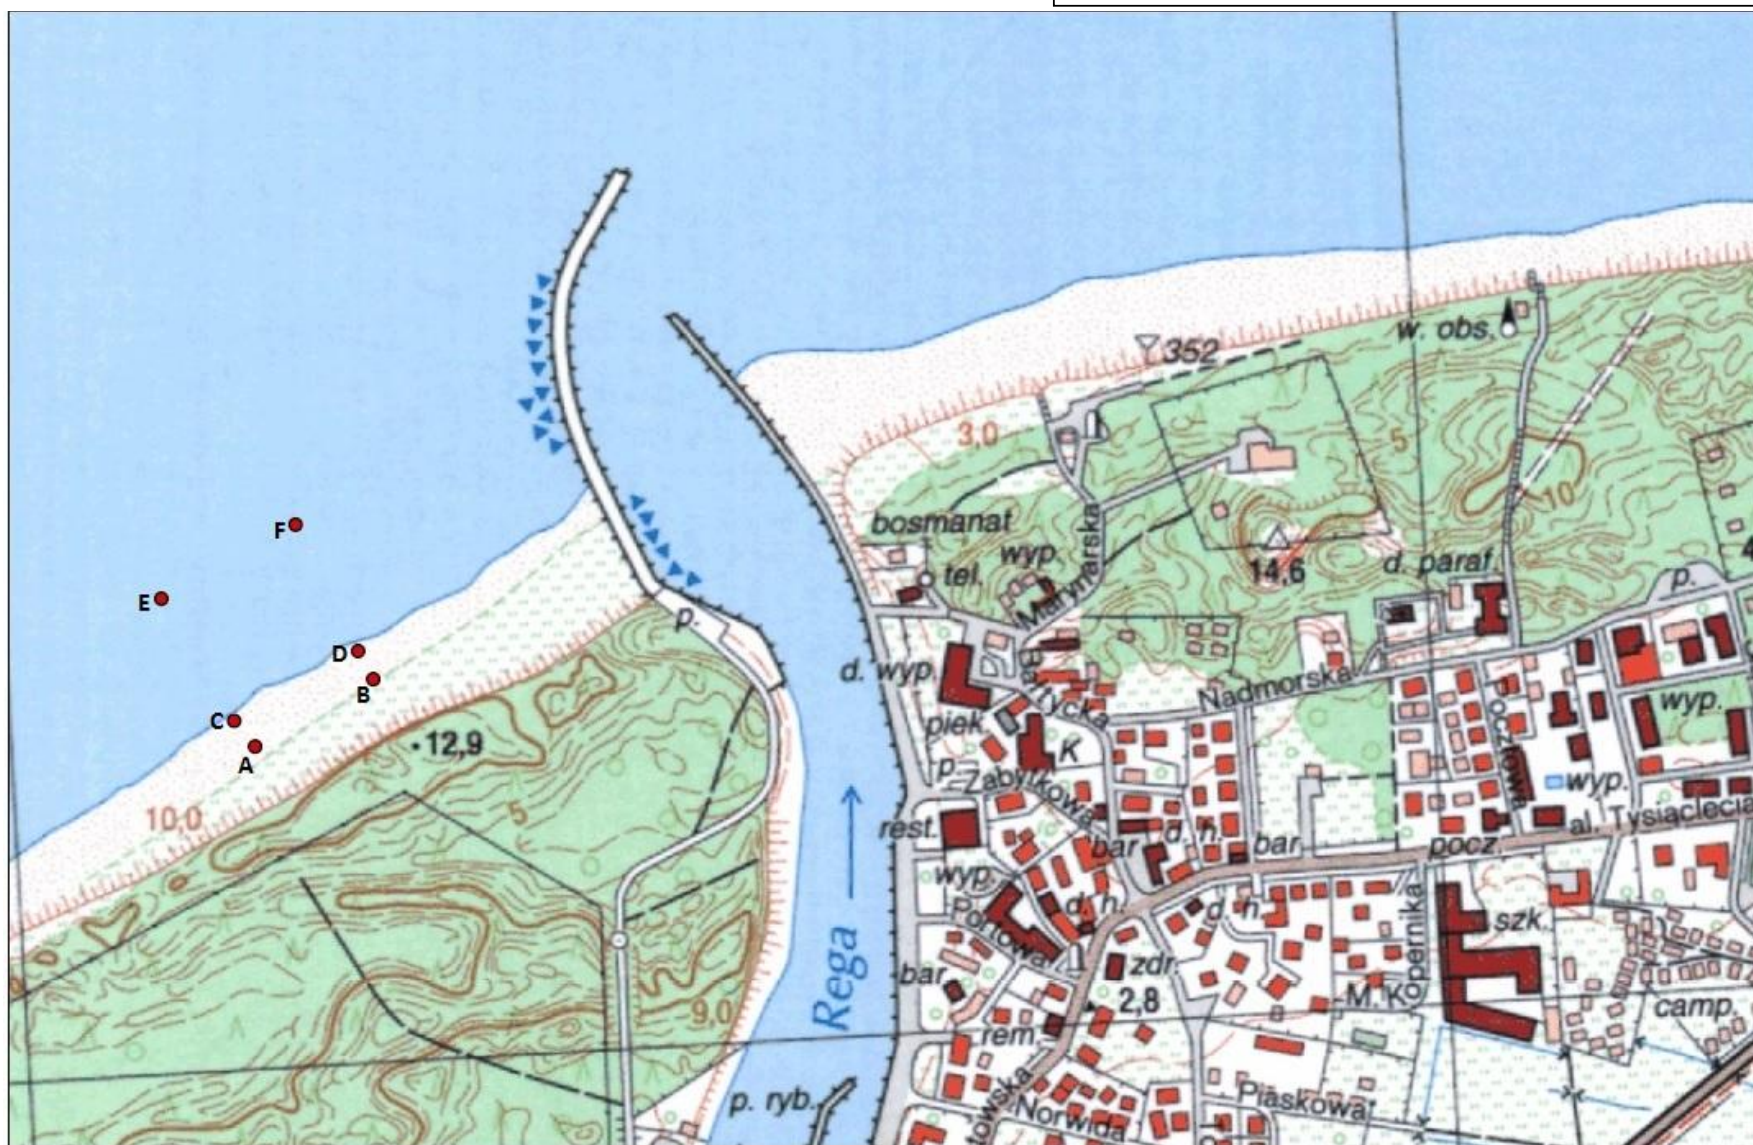 352
w. obs.
3,0
5
10
bosmanat
wyp.
tel.
Marynarska
14,6
d. paraf.
4
F
E
D
B
C
A
p.
p.
d. wyp.
Bałtycka
Nadmorska
Pocztowa
wyp.
piek.
K
12,9
p.
Zabytkowa
wyp.
10,0
5
rest.
bar
d. h.
bar
pocz.
al. Tysiąclecia
wyp.
Portowa
d. h.
d. h.
M. Kopernika
szk.
Rega
bar
zdr.
2,8
camp.
9,0
rem.
p. ryb.
Norwida
Piaskowa